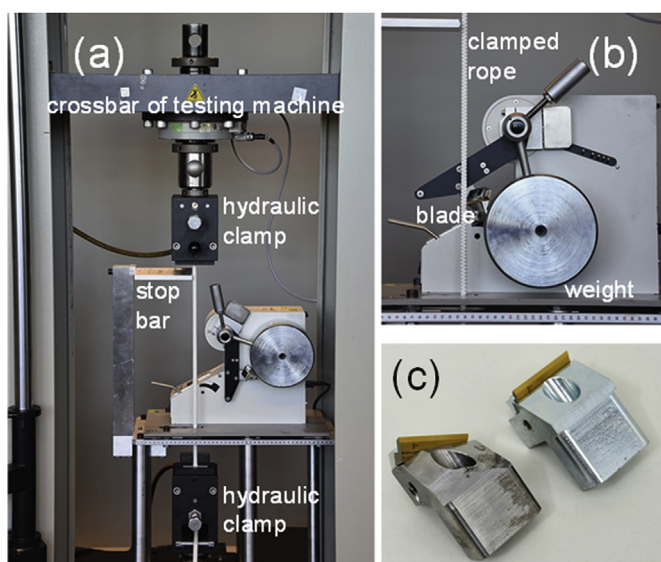 (a)
crossbar of testing machine
hydraulic
clamp
stop
bar
hydraulic
clamp
(b)
clamped
rope
blade
weight
(c)